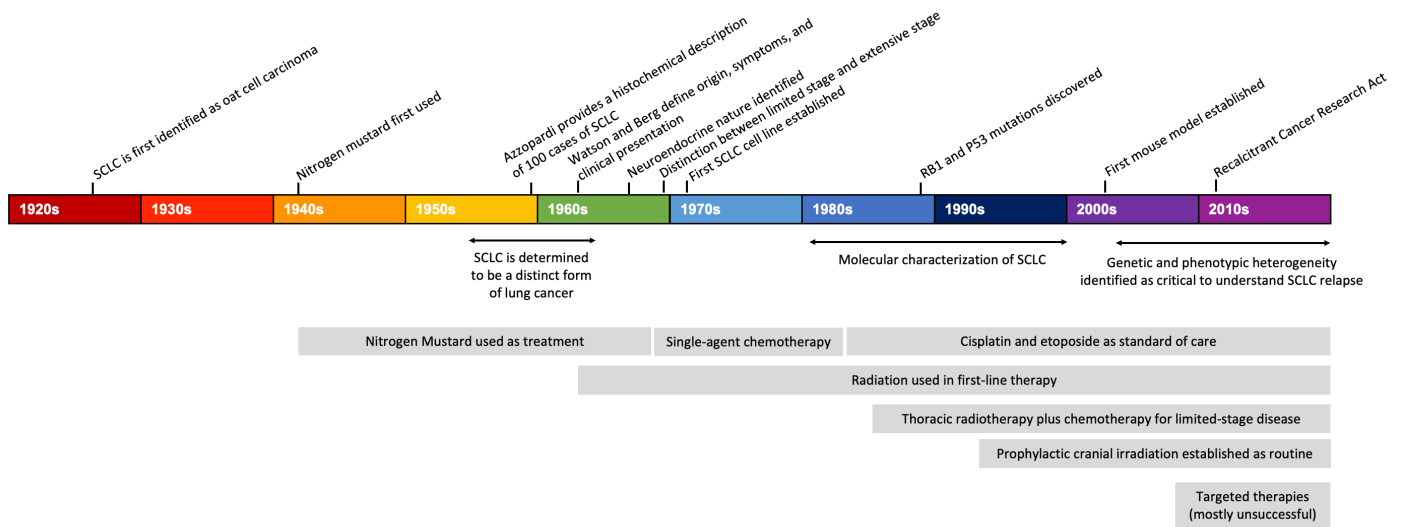 SCLC is first identified as oat cell carcinoma
Nitrogen mustard first used
Azzopardi provides a histochemical description
of 100 cases of SCLC
Watson and Berg define origin, symptoms, and
clinical presentation
Neuroendocrine nature identified
Distinction between limited stage and extensive stage
First SCLC cell line established
RB1 and P53 mutations discovered
First mouse model established
Recalcitrant Cancer Research Act
1920s
1930s
1940s
1950s
1960s
1970s
1980s
1990s
2000s
2010s
SCLC is determined
to be a distinct form
of lung cancer
Molecular characterization of SCLC
Genetic and phenotypic heterogeneity
identified as critical to understand SCLC relapse
Nitrogen Mustard used as treatment
Single-agent chemotherapy
Cisplatin and etoposide as standard of care
Radiation used in first-line therapy
Thoracic radiotherapy plus chemotherapy for limited-stage disease
Prophylactic cranial irradiation established as routine
Targeted therapies
(mostly unsuccessful)